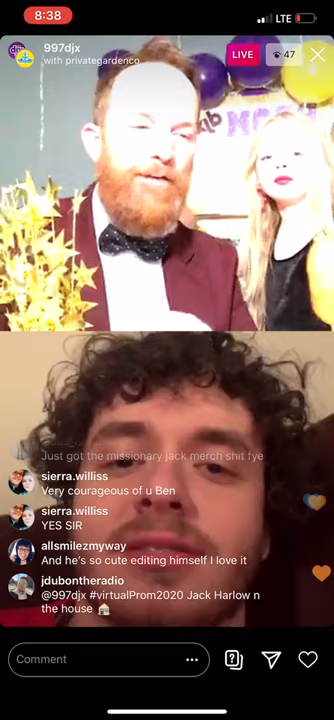 8:38
LTE
997djx
with privategardenco
LIVE
47
Just got the missionary jack merch shit fye
sierra.williss
Very courageous of u Ben
sierra.williss
YES SIR
allsmilezmyway
And he's so cute editing himself I love it
jdubontheradio
@997djx #virtualProm2020 Jack Harlow n
the house 🏠
Comment